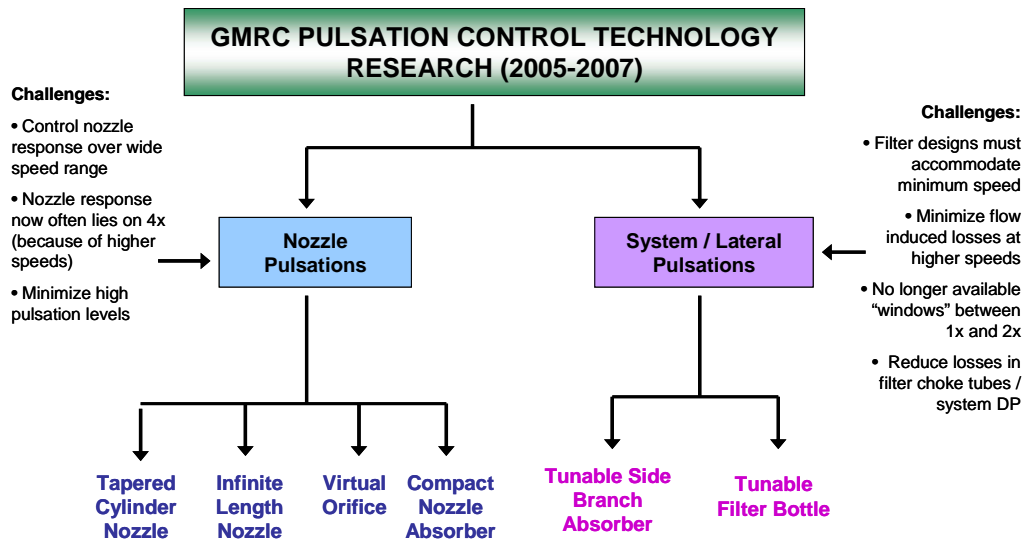 GMRC PULSATION CONTROL TECHNOLOGY
RESEARCH (2005-2007)
Challenges:
• Control nozzle
response over wide
speed range
• Nozzle response
now often lies on 4x
(because of higher
speeds)
• Minimize high
pulsation levels
Challenges:
• Filter designs must
accommodate
minimum speed
• Minimize flow
induced losses at
higher speeds
• No longer available
“windows” between
1x and 2x
• Reduce losses in
filter choke tubes /
system DP
Nozzle
Pulsations
System / Lateral
Pulsations
Tapered
Cylinder
Nozzle
Infinite
Length
Nozzle
Virtual
Orifice
Compact
Nozzle
Absorber
Tunable Side
Branch
Absorber
Tunable
Filter Bottle